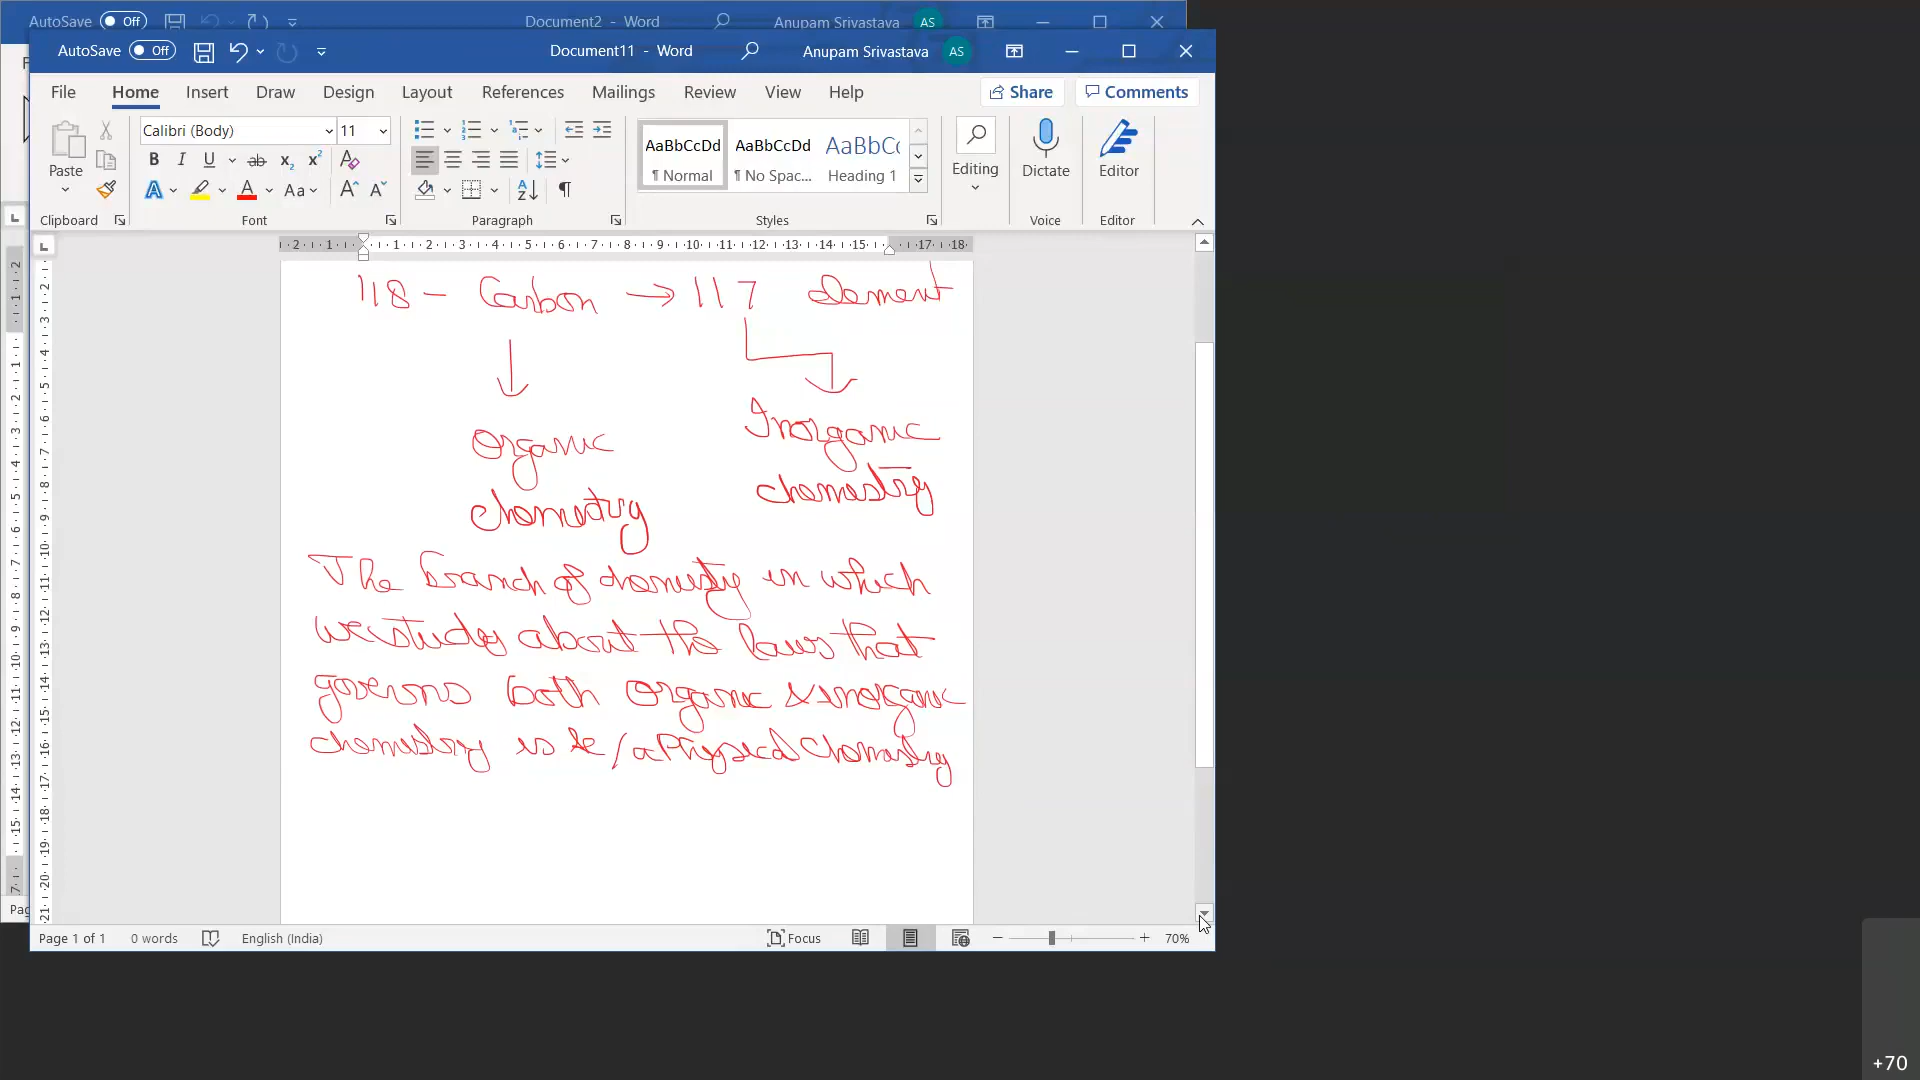 AutoSave Off Document2 - Word Anupam Srivastava AS
AutoSave Off Document11 - Word Anupam Srivastava AS
File Home Insert Draw Design Layout References Mailings Review View Help Share Comments
Calibri (Body) 11
AaBbCcDd AaBbCcDd AaBbCc
Paste
¶ Normal ¶ No Spac... Heading 1
Editing Dictate Editor
Clipboard Font Paragraph Styles Voice Editor
118 - Carbon → 117 element
Organic Inorganic
chemistry chemistry
The branch of chemistry in which
we study about the laws that
governs both organic & inorganic
chemistry is k/a Physical Chemistry
Page 1 of 1 0 words English (India) Focus 70%
+70